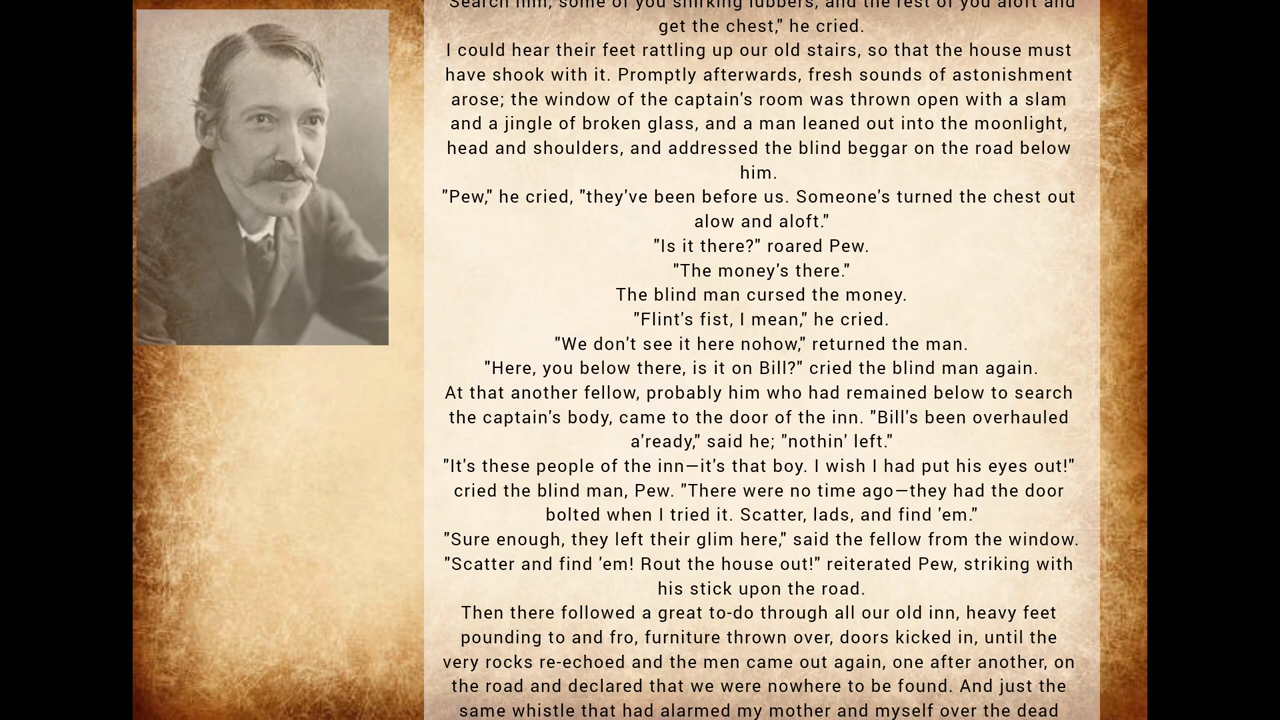 "Search him, some of you shirking lubbers, and the rest of you aloft and
get the chest," he cried.
I could hear their feet rattling up our old stairs, so that the house must
have shook with it. Promptly afterwards, fresh sounds of astonishment
arose; the window of the captain's room was thrown open with a slam
and a jingle of broken glass, and a man leaned out into the moonlight,
head and shoulders, and addressed the blind beggar on the road below
him.
"Pew," he cried, "they've been before us. Someone's turned the chest out
alow and aloft."
"Is it there?" roared Pew.
"The money's there."
The blind man cursed the money.
"Flint's fist, I mean," he cried.
"We don't see it here nohow," returned the man.
"Here, you below there, is it on Bill?" cried the blind man again.
At that another fellow, probably him who had remained below to search
the captain's body, came to the door of the inn. "Bill's been overhauled
a'ready," said he; "nothin' left."
"It's these people of the inn—it's that boy. I wish I had put his eyes out!"
cried the blind man, Pew. "There were no time ago—they had the door
bolted when I tried it. Scatter, lads, and find 'em."
"Sure enough, they left their glim here," said the fellow from the window.
"Scatter and find 'em! Rout the house out!" reiterated Pew, striking with
his stick upon the road.
Then there followed a great to-do through all our old inn, heavy feet
pounding to and fro, furniture thrown over, doors kicked in, until the
very rocks re-echoed and the men came out again, one after another, on
the road and declared that we were nowhere to be found. And just the
same whistle that had alarmed my mother and myself over the dead